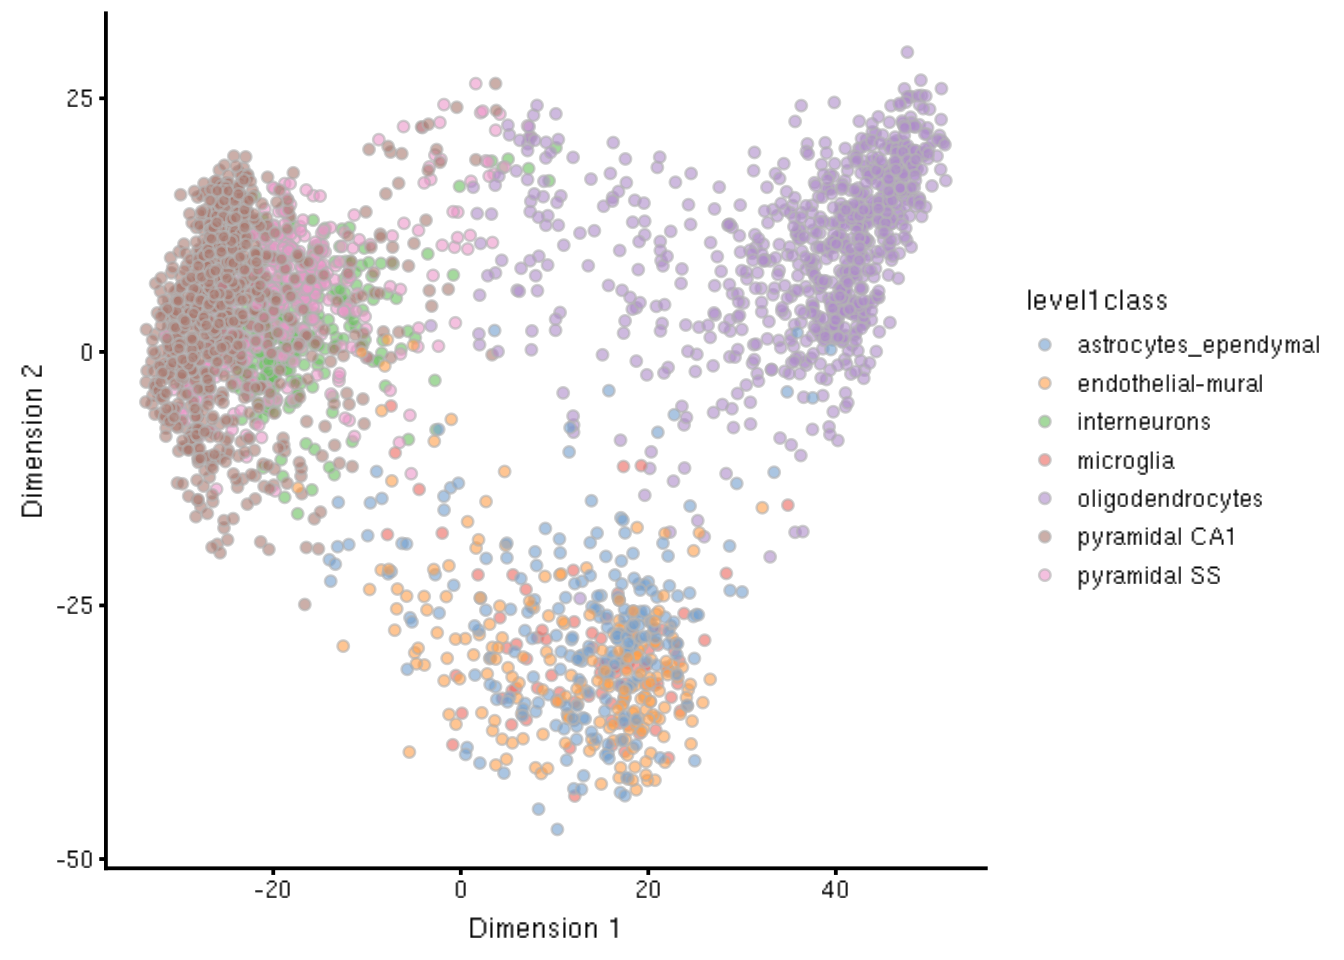 25
0
-25
-50
-20
0
20
40
Dimension 1
Dimension 2
level1class
astrocytes_ependymal
endothelial-mural
interneurons
microglia
oligodendrocytes
pyramidal CA1
pyramidal SS